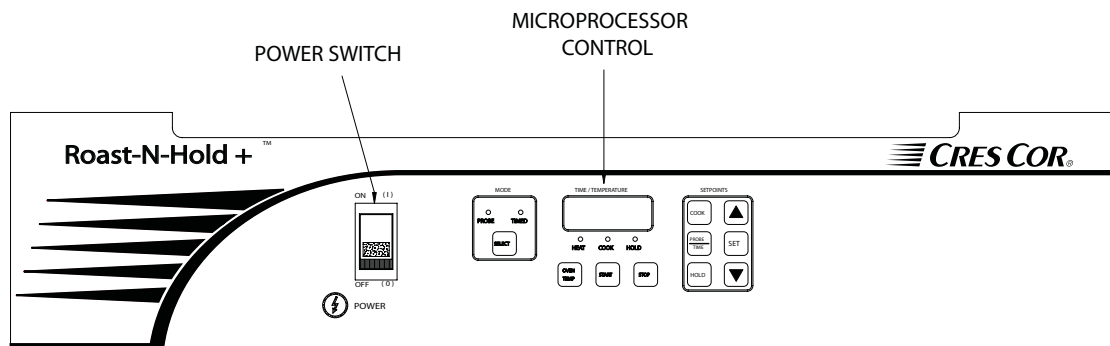 MICROPROCESSOR
CONTROL
POWER SWITCH
Roast-N-Hold + ™
CRES COR®
ON ( I )
OFF ( 0 )
POWER
MODE
PROBE TIMED
SELECT
TIME / TEMPERATURE
HEAT COOK HOLD
OVEN
TEMP
START
STOP
SETPOINTS
COOK
PROBE
TIME
SET
HOLD